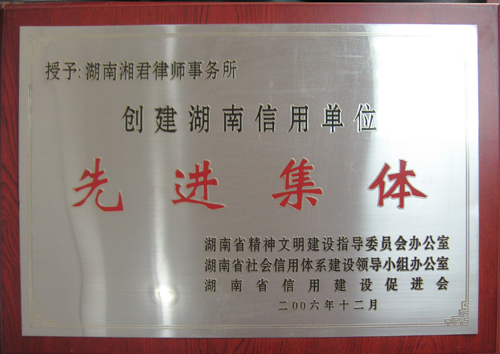 授予:湖南湘君律师事务所
创建湖南信用单位
先进集体
湖南省精神文明建设指导委员会办公室
湖南省社会信用体系建设领导小组办公室
湖南省信用建设促进会
二00六年十二月